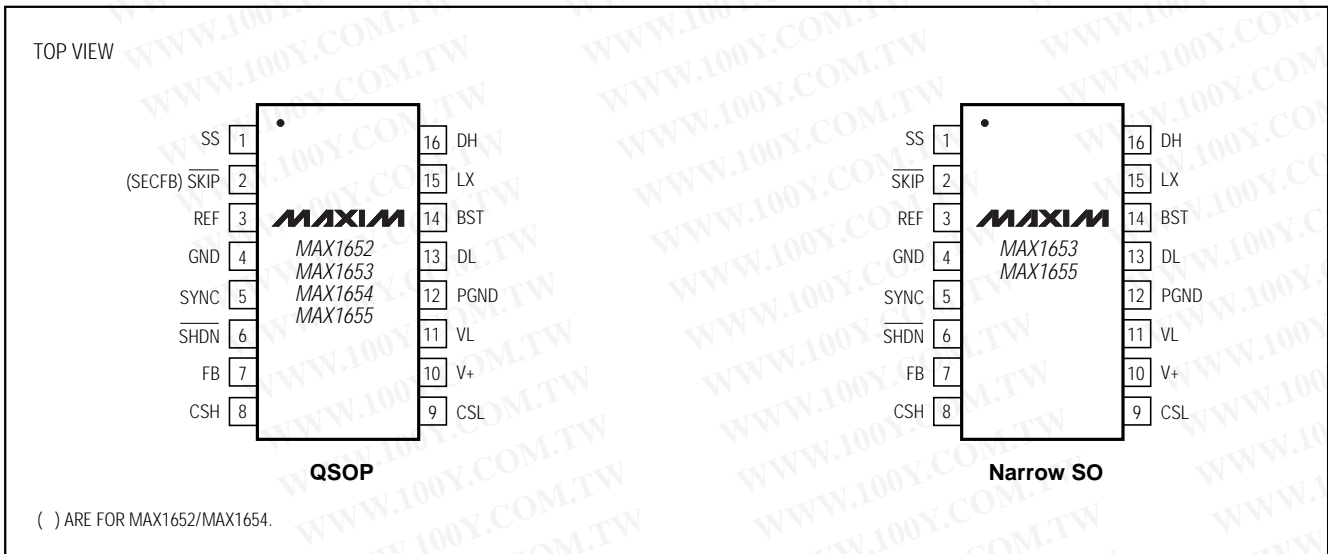 TOP VIEW
SS 1
(SECFB) SKIP 2
REF 3
GND 4
SYNC 5
SHDN 6
FB 7
CSH 8
MAXIM
MAX1652
MAX1653
MAX1654
MAX1655
16 DH
15 LX
14 BST
13 DL
12 PGND
11 VL
10 V+
9 CSL
QSOP
SS 1
SKIP 2
REF 3
GND 4
SYNC 5
SHDN 6
FB 7
CSH 8
MAXIM
MAX1653
MAX1655
16 DH
15 LX
14 BST
13 DL
12 PGND
11 VL
10 V+
9 CSL
Narrow SO
( ) ARE FOR MAX1652/MAX1654.
WWW.100Y.COM.TW